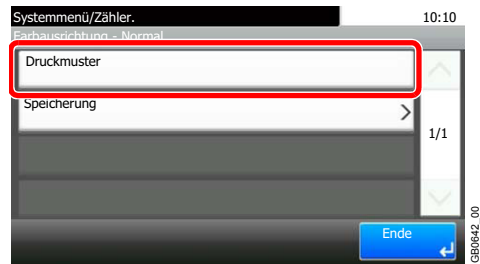 Systemmenü/Zähler. 10:10
Farbausrichtung - Normal
Druckmuster
Speicherung
1/1
Ende
GB0642_00